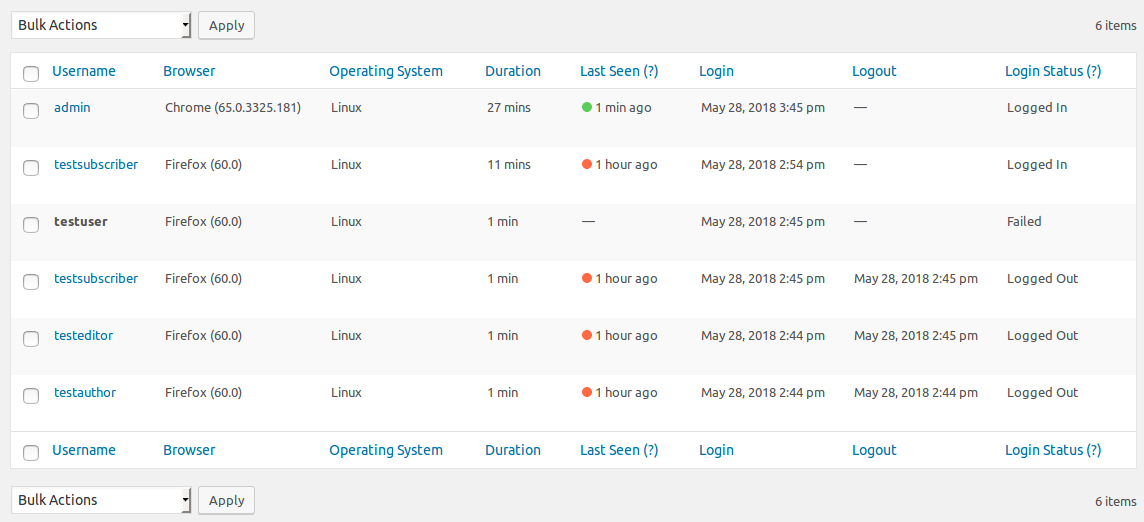 Bulk Actions Apply 6 items
Username Browser Operating System Duration Last Seen (?) Login Logout Login Status (?)
admin Chrome (65.0.3325.181) Linux 27 mins 1 min ago May 28, 2018 3:45 pm — Logged In
testsubscriber Firefox (60.0) Linux 11 mins 1 hour ago May 28, 2018 2:54 pm — Logged In
testuser Firefox (60.0) Linux 1 min — May 28, 2018 2:45 pm — Failed
testsubscriber Firefox (60.0) Linux 1 min 1 hour ago May 28, 2018 2:45 pm May 28, 2018 2:45 pm Logged Out
testeditor Firefox (60.0) Linux 1 min 1 hour ago May 28, 2018 2:44 pm May 28, 2018 2:45 pm Logged Out
testauthor Firefox (60.0) Linux 1 min 1 hour ago May 28, 2018 2:44 pm May 28, 2018 2:44 pm Logged Out
Username Browser Operating System Duration Last Seen (?) Login Logout Login Status (?)
Bulk Actions Apply 6 items